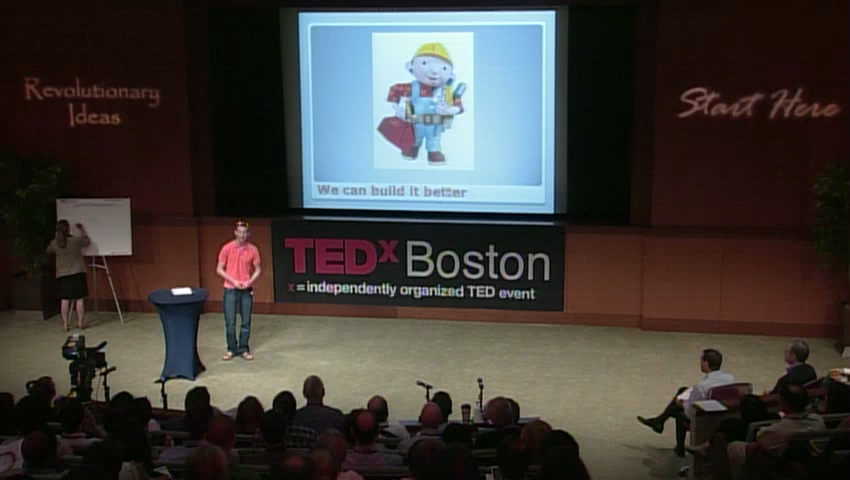 Revolutionary
Ideas
Start Here
We can build it better
TEDx Boston
x = independently organized TED event